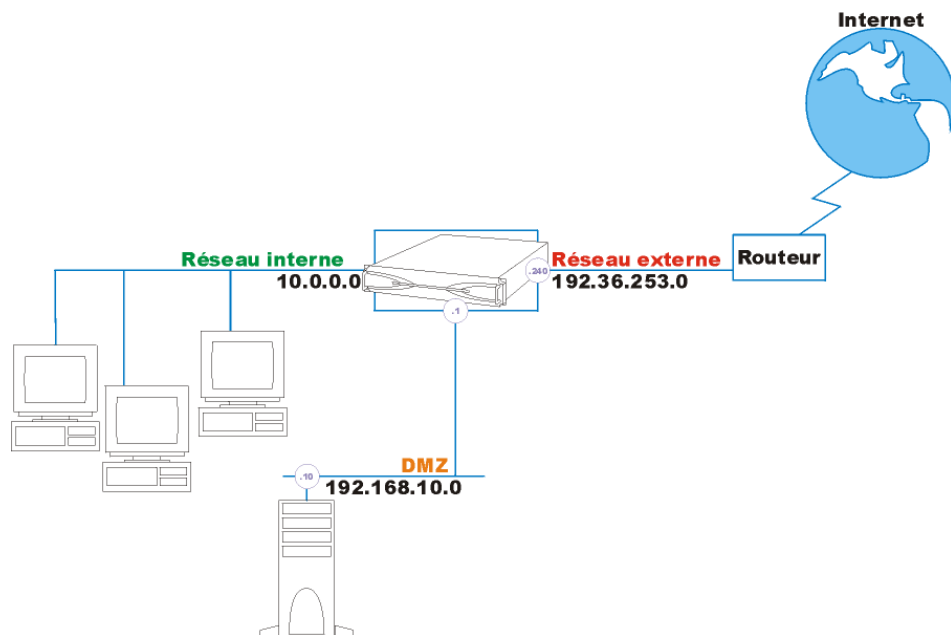 Internet
Réseau interne
10.0.0.0
.240
Réseau externe
192.36.253.0
Routeur
.1
DMZ
.10
192.168.10.0